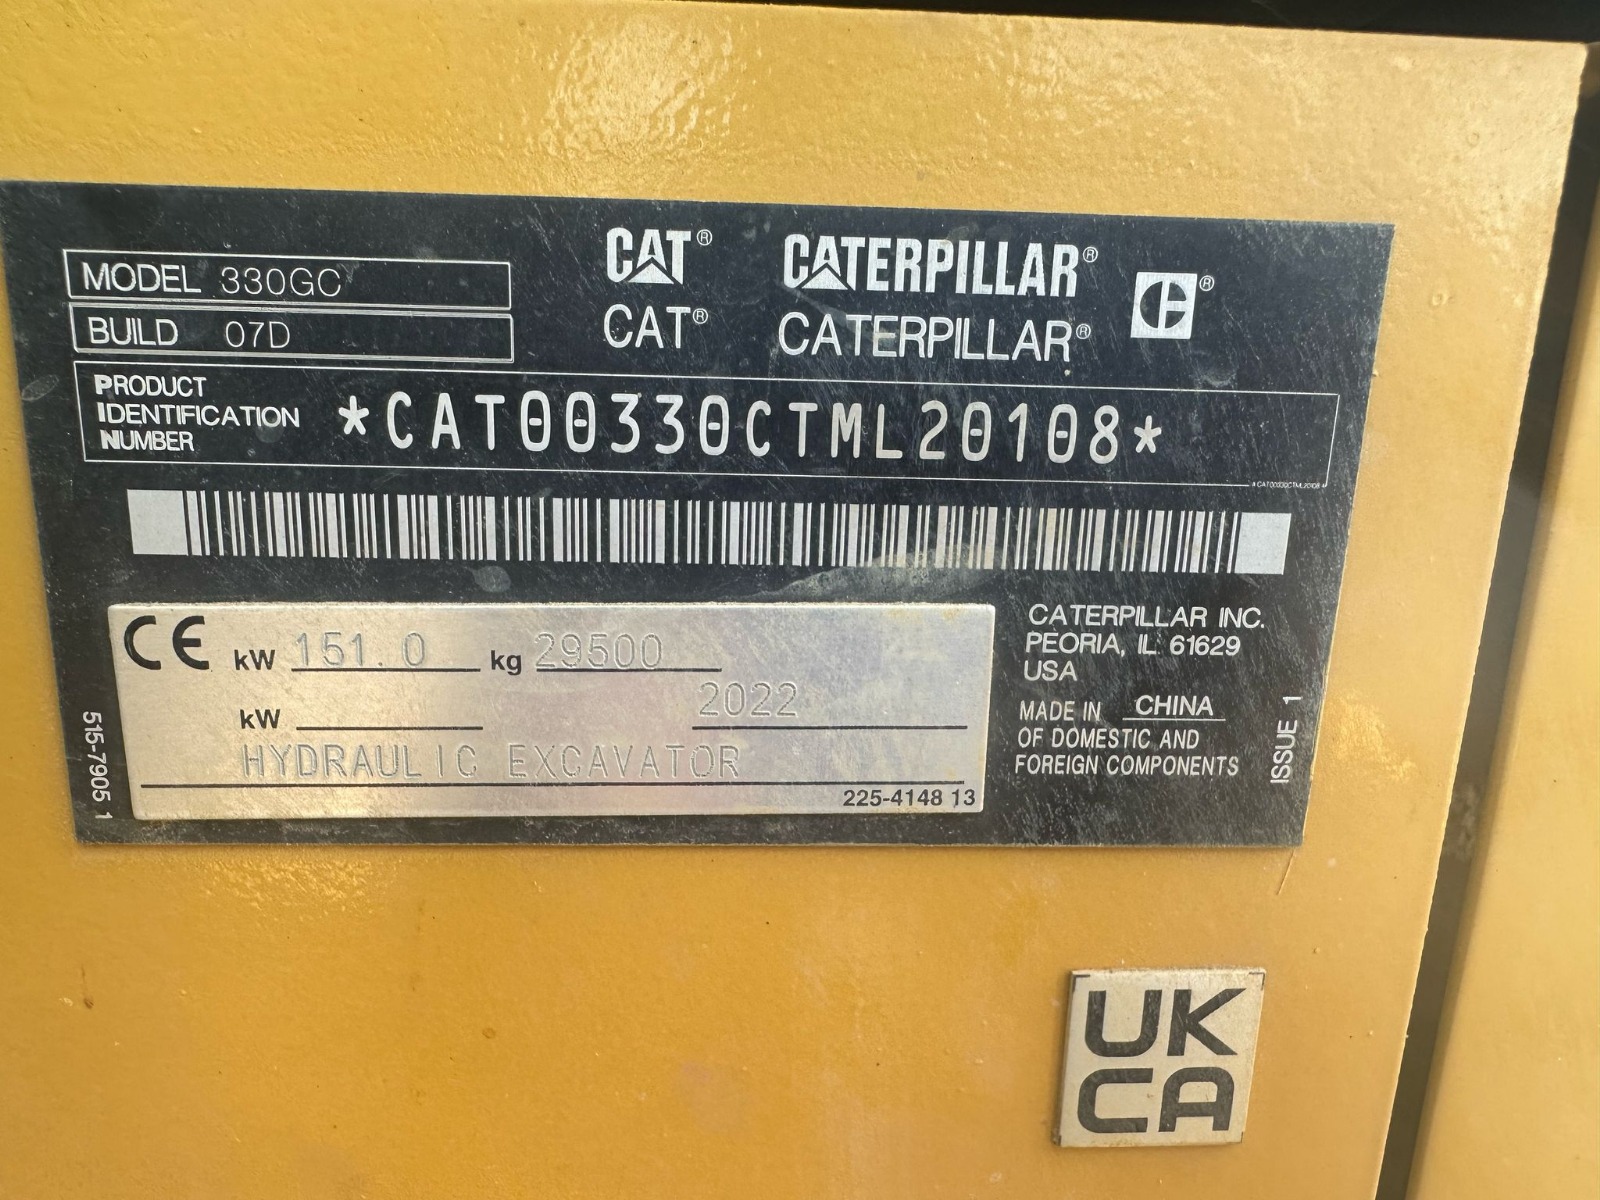 MODEL 330GC
BUILD 07D
CAT® CATERPILLAR® C®
CAT® CATERPILLAR®
PRODUCT
IDENTIFICATION
NUMBER
*CAT00330CTML20108*
*CAT00330CTML20108*
CE kW 151.0 kg 29500
kW 2022
HYDRAULIC EXCAVATOR
225-4148 13
515-7905 1
CATERPILLAR INC.
PEORIA, IL 61629
USA
MADE IN CHINA
OF DOMESTIC AND
FOREIGN COMPONENTS
ISSUE 1
UK
CA